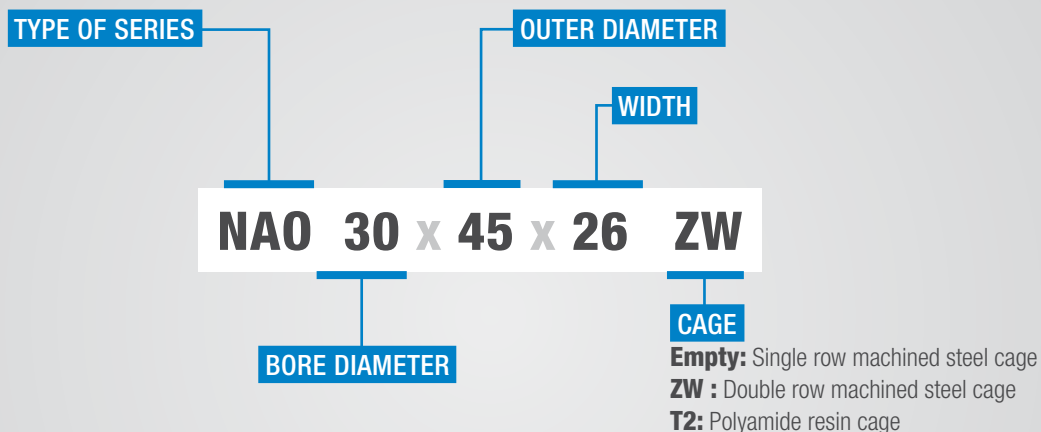 TYPE OF SERIES
OUTER DIAMETER
WIDTH
NAO 30 x 45 x 26 ZW
BORE DIAMETER
CAGE
Empty: Single row machined steel cage
ZW : Double row machined steel cage
T2: Polyamide resin cage